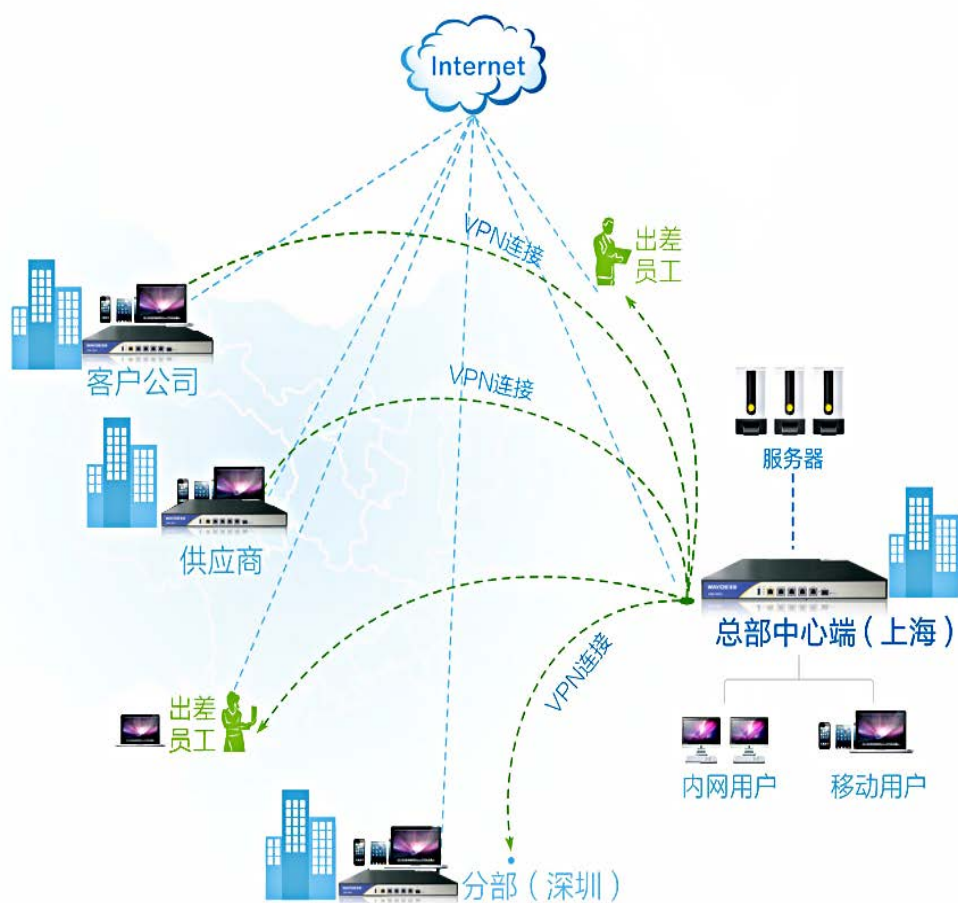 Internet
VPN连接
出差
员工
客户公司
VPN连接
服务器
供应商
总部中心端（上海）
VPN连接
出差
员工
内网用户
移动用户
分部（深圳）